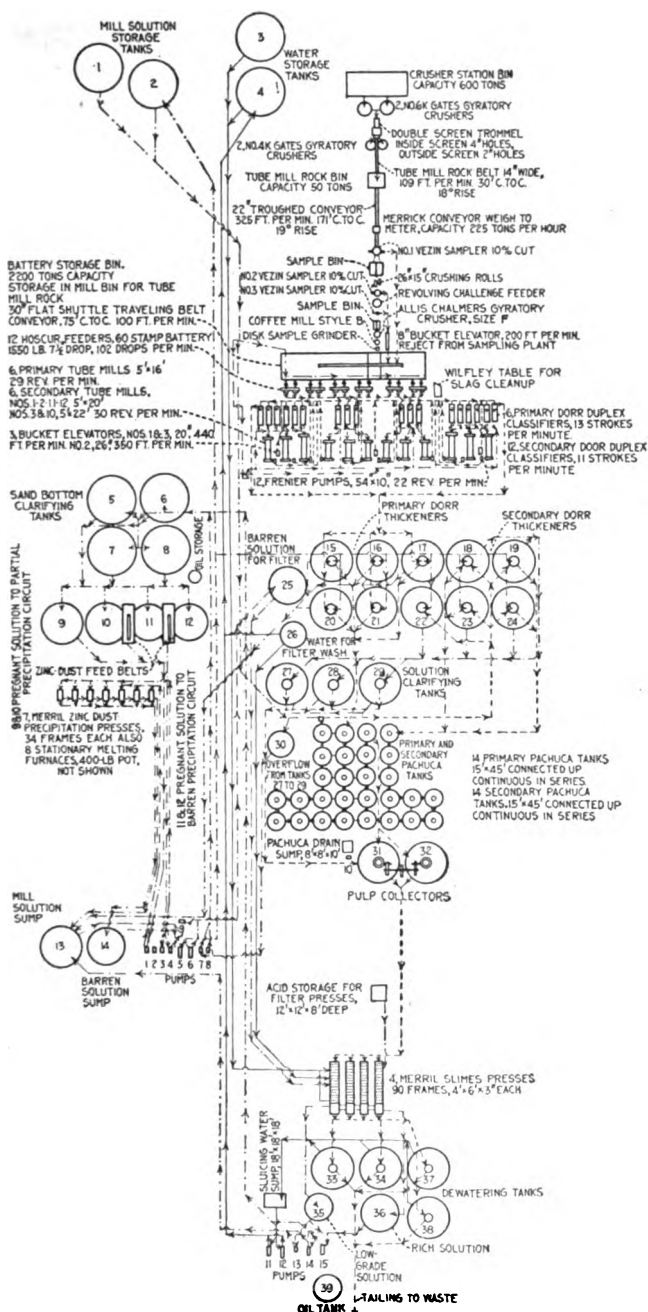 MILL SOLUTION
STORAGE
TANKS
1
2
3
4
WATER
STORAGE
TANKS
CRUSHER STATION BIN
CAPACITY 600 TONS
2,NO.6K GATES GYRATORY
CRUSHERS
DOUBLE SCREEN TROMMEL
INSIDE SCREEN 4" HOLES,
OUTSIDE SCREEN 2" HOLES
2,NO.4K GATES GYRATORY
CRUSHERS
TUBE MILL ROCK BELT 14" WIDE,
109 FT. PER MIN. 30' C.TO C.
18° RISE
TUBE MILL ROCK BIN
CAPACITY 50 TONS
22" TROUGHED CONVEYOR
325 FT. PER MIN. 171' C.TO C.
19° RISE
MERRICK CONVEYOR WEIGH TO
METER, CAPACITY 225 TONS PER HOUR
NO.1 VEZIN SAMPLER 10% CUT
SAMPLE BIN
NO.2 VEZIN SAMPLER 10% CUT
26"×15" CRUSHING ROLLS
NO.3 VEZIN SAMPLER 10% CUT
REVOLVING CHALLENGE FEEDER
SAMPLE BIN
ALLIS CHALMERS GYRATORY
CRUSHER, SIZE F
COFFEE MILL STYLE B
DISK SAMPLE GRINDER
8" BUCKET ELEVATOR, 200 FT PER MIN.
REJECT FROM SAMPLING PLANT
BATTERY STORAGE BIN.
2200 TONS CAPACITY
STORAGE IN MILL BIN FOR TUBE
MILL ROCK
30" FLAT SHUTTLE TRAVELING BELT
CONVEYOR, 75' C.TO C. 100 FT. PER MIN.
12 HOSCUR, FEEDERS, 60 STAMP BATTERY
1550 LB. 7½ DROP, 102 DROPS PER MIN.
6, PRIMARY TUBE MILLS 5'×16'
29 REV. PER MIN.
6, SECONDARY TUBE MILLS,
NOS. 1-2-11-12 5'×20'
NOS. 3&10, 5'×22' 30 REV. PER MIN.
3, BUCKET ELEVATORS, NOS. 1&3, 20", 440
FT. PER MIN. NO.2, 26", 350 FT. PER MIN.
WILFLEY TABLE FOR
SLAG CLEANUP
6, PRIMARY DORR DUPLEX
CLASSIFIERS, 13 STROKES
PER MINUTE.
12, SECONDARY DOOR DUPLEX
CLASSIFIERS, 11 STROKES
PER MINUTE
12, FRENIER PUMPS, 54"×10", 22 REV. PER MIN.
SAND BOTTOM
CLARIFYING
TANKS
5
6
7
8
OIL STORAGE
9
10
11
12
ZINC DUST FEED BELTS
7, MERRIL ZINC DUST
PRECIPITATION PRESSES,
34 FRAMES EACH ALSO
8 STATIONARY MELTING
FURNACES, 400-LB POT,
NOT SHOWN
9&10 PREGNANT SOLUTION TO PARTIAL
PRECIPITATION CIRCUIT
11 & 12 PREGNANT SOLUTION TO
BARREN PRECIPITATION CIRCUIT
PRIMARY DORR
THICKENERS
SECONDARY DORR
THICKENERS
BARREN
SOLUTION
FOR FILTER
15
16
17
18
19
20
21
22
23
24
25
26
WATER FOR
FILTER WASH
27
28
29
SOLUTION
CLARIFYING
TANKS
30
OVERFLOW
FROM TANKS
27 TO 29
PRIMARY AND
SECONDARY
PACHUCA
TANKS
14 PRIMARY PACHUCA TANKS
15'×45' CONNECTED UP
CONTINUOUS IN SERIES
14 SECONDARY PACHUCA
TANKS, 15'×45' CONNECTED UP
CONTINUOUS IN SERIES
PACHUCA DRAIN
SUMP, 8'×8'×10'
10
31
32
PULP COLLECTORS
MILL
SOLUTION
SUMP
13
14
BARREN
SOLUTION
SUMP
1 2 3 4 5 6 7 8
PUMPS
ACID STORAGE FOR
FILTER PRESSES,
12'×12'×8' DEEP
4, MERRIL SLIMES PRESSES
90 FRAMES, 4'×6'×3" EACH
SLUICING WATER
SUMP, 18'×18'×18'
33
34
37
DEWATERING TANKS
35
36
38
RICH SOLUTION
LOW-
GRADE
SOLUTION
11 12 13 14 15
PUMPS
39
OIL TANK
TAILING TO WASTE